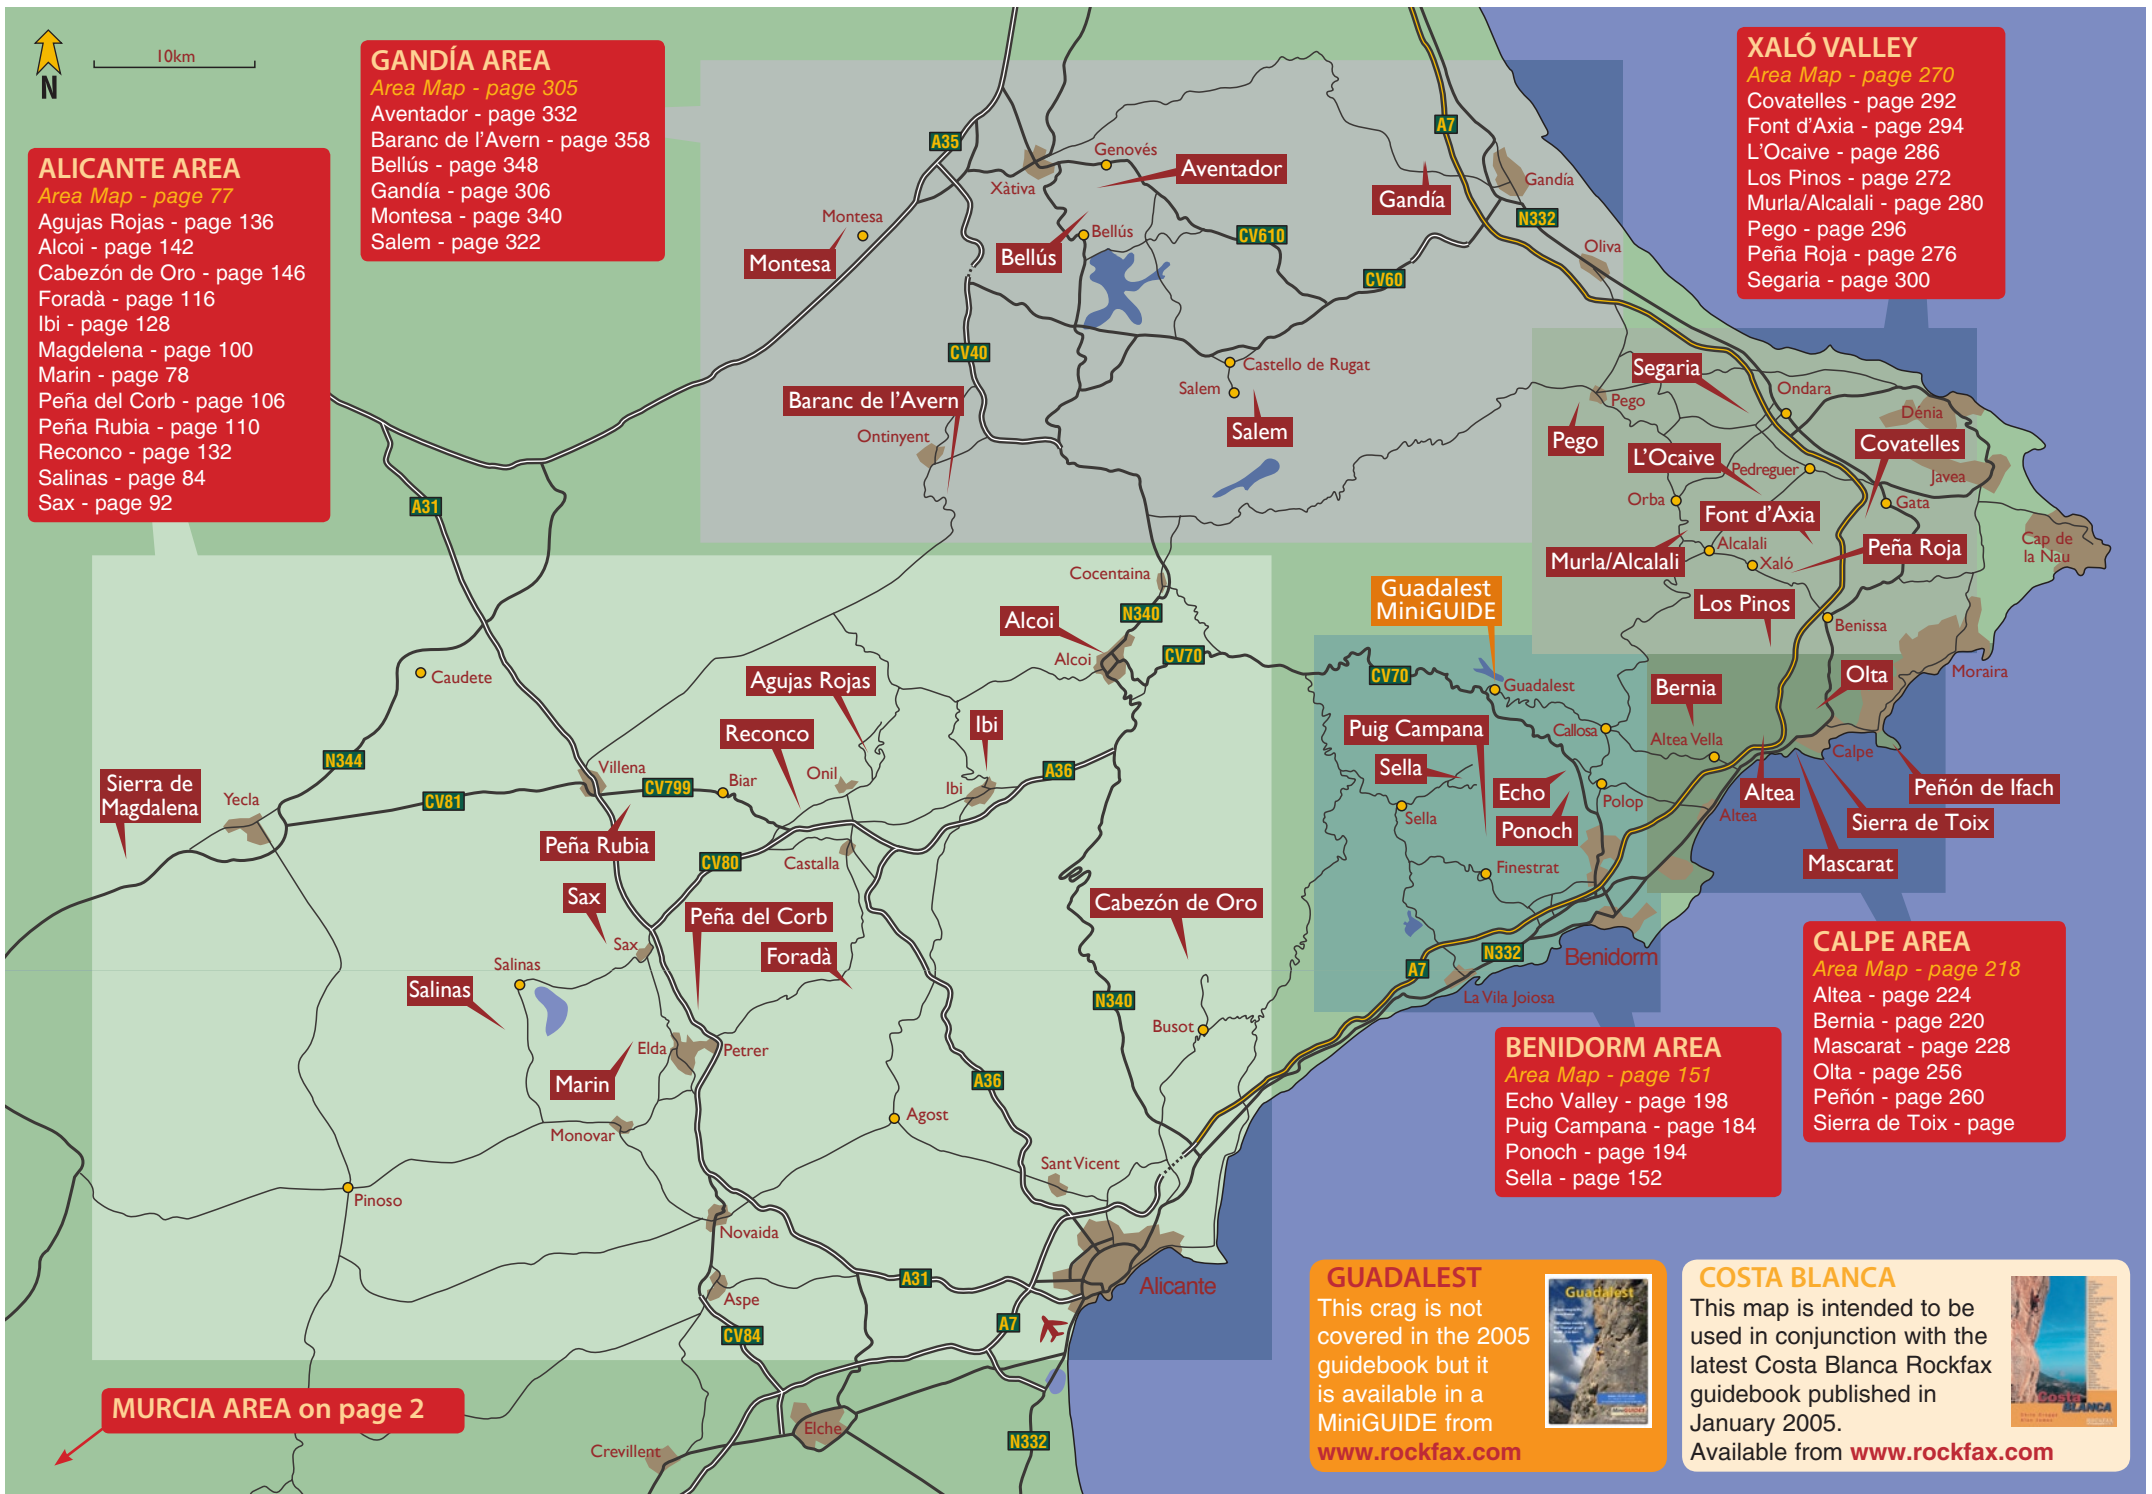 10km
N
GANDÍA AREA
Area Map - page 305
Aventador - page 332
Baranc de l'Avern - page 358
Bellús - page 348
Gandía - page 306
Montesa - page 340
Salem - page 322
ALICANTE AREA
Area Map - page 77
Agujas Rojas - page 136
Alcoi - page 142
Cabezón de Oro - page 146
Foradà - page 116
Ibi - page 128
Magdelena - page 100
Marin - page 78
Peña del Corb - page 106
Peña Rubia - page 110
Reconco - page 132
Salinas - page 84
Sax - page 92
XALÓ VALLEY
Area Map - page 270
Covatelles - page 292
Font d'Axia - page 294
L'Ocaive - page 286
Los Pinos - page 272
Murla/Alcalali - page 280
Pego - page 296
Peña Roja - page 276
Segaria - page 300
A7
A35
Genovés
Aventador
Xàtiva
Gandía
Gandía
N332
Montesa
Montesa
Bellús
Bellús
CV610
Oliva
CV60
CV40
Castello de Rugat
Salem
Salem
Baranc de l'Avern
Ontinyent
Segaria
Ondara
Pego
Pego
Dénia
Covatelles
L'Ocaive
Pedreguer
Javea
Orba
Gata
Font d'Axia
Alcalali
Murla/Alcalali
Peña Roja
Xaló
Cap de
la Nau
Los Pinos
Benissa
Moraira
A31
Cocentaina
N340
Alcoi
Alcoi
CV70
Guadalest
MiniGUIDE
CV70
Guadalest
Bernia
Olta
Caudete
Agujas Rojas
Reconco
Ibi
Ibi
Onil
Puig Campana
Callosa
Altea Vella
Calpe
Sella
Sella
Echo
Ponoch
Polop
Altea
Altea
Peñón de Ifach
Sierra de Toix
Mascarat
Finestrat
N344
Sierra de
Magdalena
Yecla
CV81
Villena
CV799
Biar
A36
Peña Rubia
CV80
Castalla
Sax
Sax
Peña del Corb
Foradà
Cabezón de Oro
Salinas
Salinas
N332
Benidorm
A7
La Vila Joiosa
N340
Busot
Elda
Petrer
Marin
A36
Monovar
Agost
Sant Vicent
Pinoso
Novaida
A31
Alicante
Aspe
CV84
A7
Elche
N332
Crevillent
CALPE AREA
Area Map - page 218
Altea - page 224
Bernia - page 220
Mascarat - page 228
Olta - page 256
Peñón - page 260
Sierra de Toix - page
BENIDORM AREA
Area Map - page 151
Echo Valley - page 198
Puig Campana - page 184
Ponoch - page 194
Sella - page 152
MURCIA AREA on page 2
GUADALEST
This crag is not
covered in the 2005
guidebook but it
is available in a
MiniGUIDE from
www.rockfax.com
Guadalest
COSTA BLANCA
This map is intended to be
used in conjunction with the
latest Costa Blanca Rockfax
guidebook published in
January 2005.
Available from www.rockfax.com
Costa
BLANCA